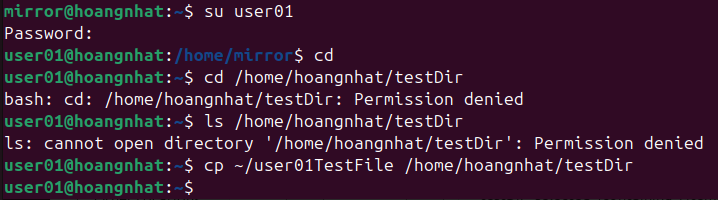 mirror@hoangnhat:~$ su user01
Password:
user01@hoangnhat:/home/mirror$ cd
user01@hoangnhat:~$ cd /home/hoangnhat/testDir
bash: cd: /home/hoangnhat/testDir: Permission denied
user01@hoangnhat:~$ ls /home/hoangnhat/testDir
ls: cannot open directory '/home/hoangnhat/testDir': Permission denied
user01@hoangnhat:~$ cp ~/user01TestFile /home/hoangnhat/testDir
user01@hoangnhat:~$